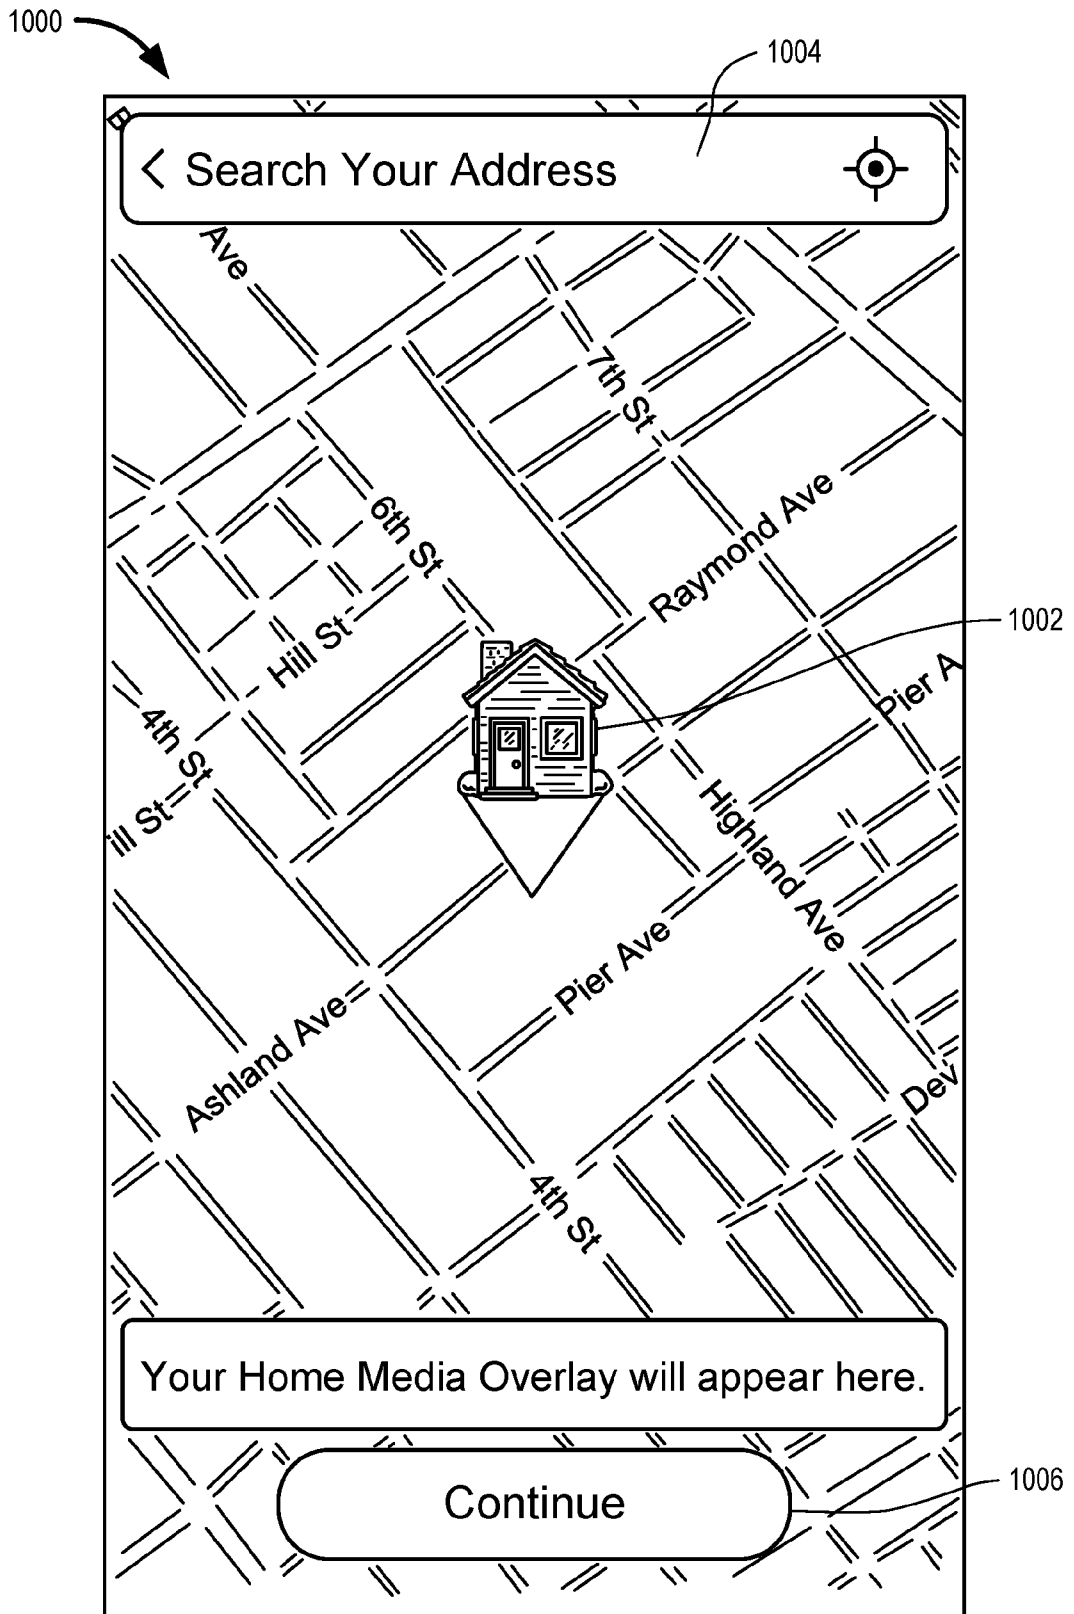 1000
1004
B
Search Your Address
Ave
7th St
6th St
Raymond Ave
1002
Hill St
Pier A
4th St
ill St
Highland Ave
Pier Ave
Ashland Ave
Dev
4th St
Your Home Media Overlay will appear here.
Continue
1006